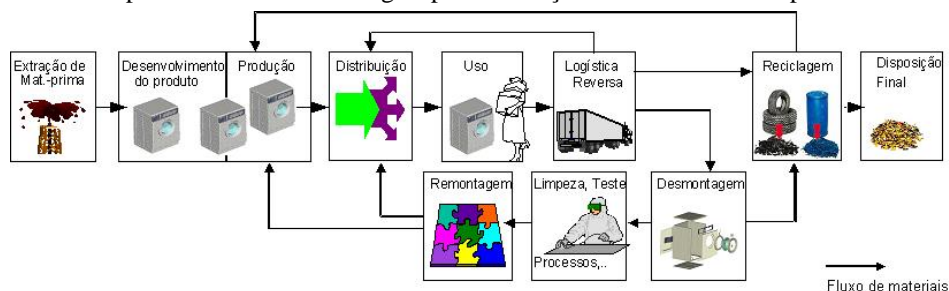 Extração de
Mat.-prima
Desenvolvimento
do produto
Produção
Distribuição
Uso
Logística
Reversa
Reciclagem
Disposição
Final
Remontagem
Limpeza, Teste
Processos,..
Desmontagem
Fluxo de materiais